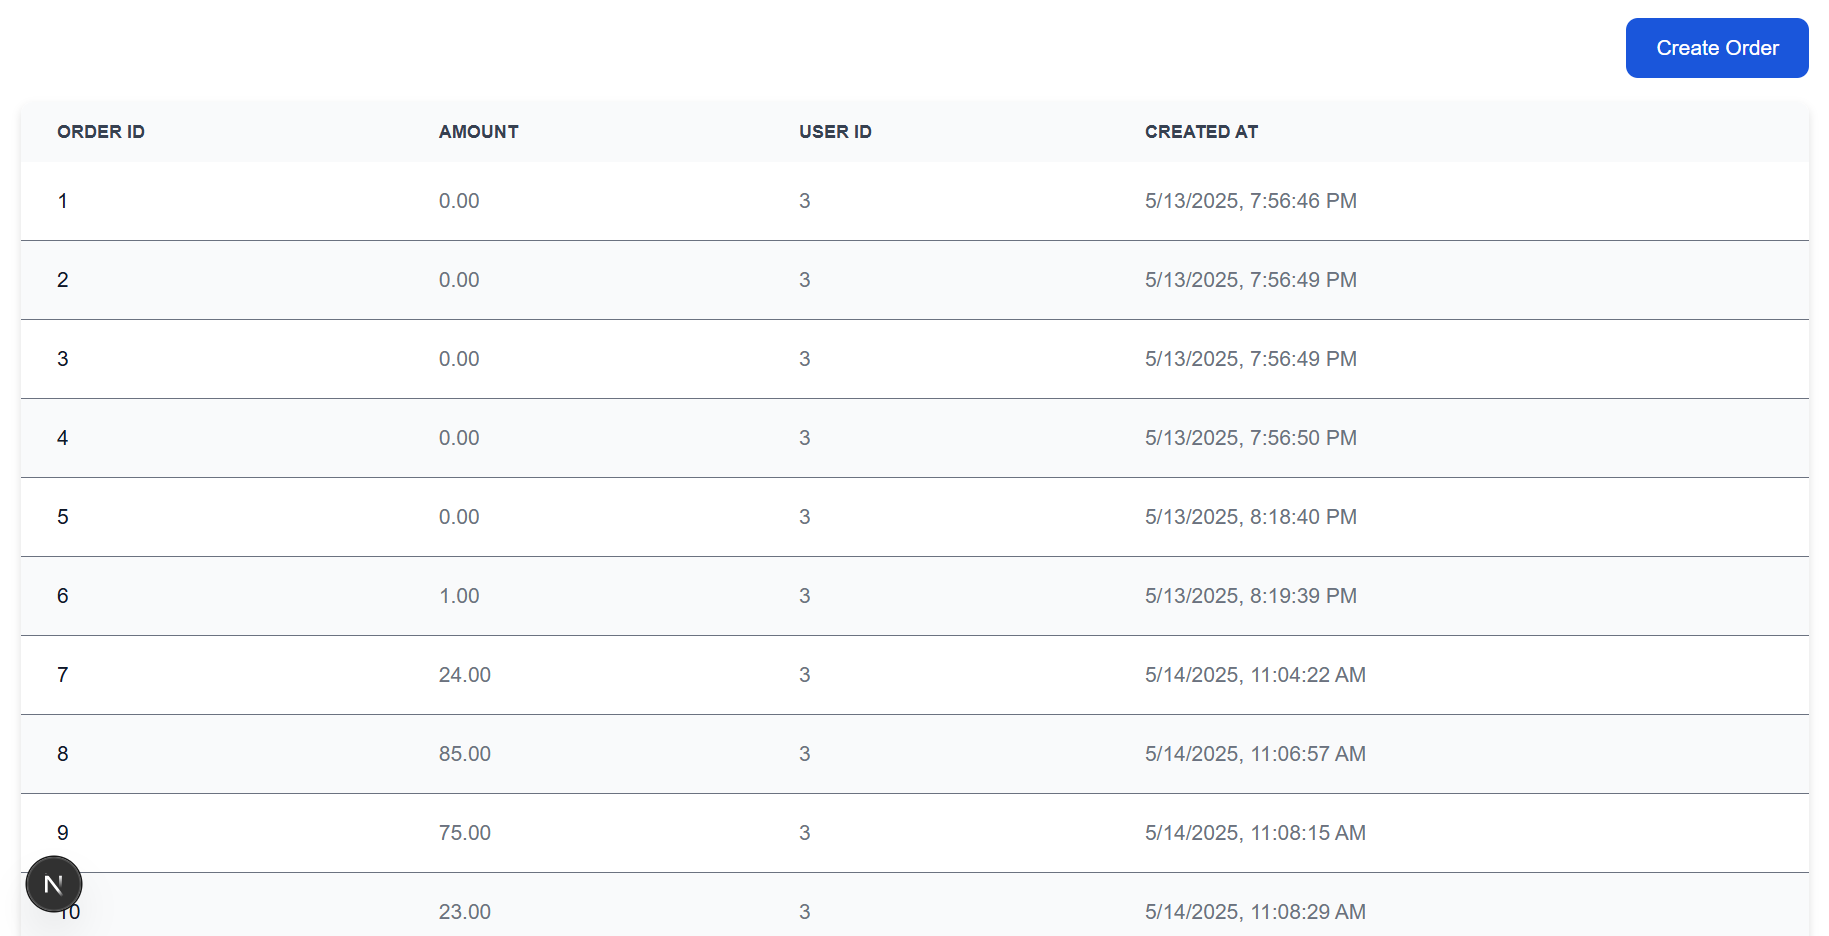 Create Order
ORDER ID AMOUNT USER ID CREATED AT
1 0.00 3 5/13/2025, 7:56:46 PM
2 0.00 3 5/13/2025, 7:56:49 PM
3 0.00 3 5/13/2025, 7:56:49 PM
4 0.00 3 5/13/2025, 7:56:50 PM
5 0.00 3 5/13/2025, 8:18:40 PM
6 1.00 3 5/13/2025, 8:19:39 PM
7 24.00 3 5/14/2025, 11:04:22 AM
8 85.00 3 5/14/2025, 11:06:57 AM
9 75.00 3 5/14/2025, 11:08:15 AM
N
10 23.00 3 5/14/2025, 11:08:29 AM